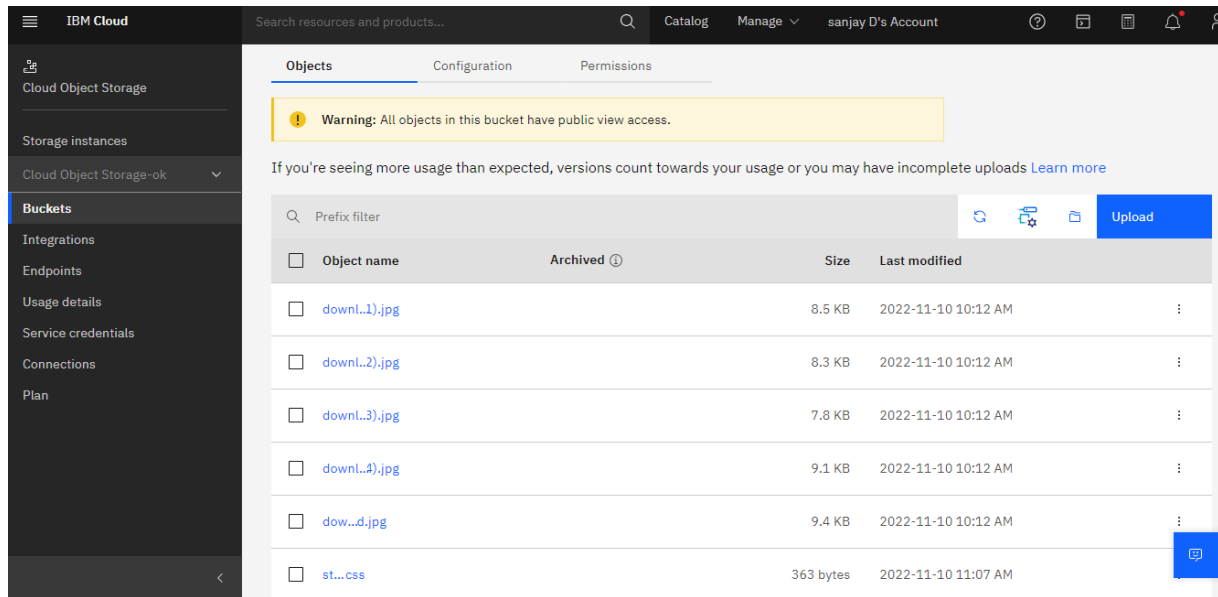 IBM Cloud
Search resources and products...
Catalog
Manage
sanjay D's Account
Cloud Object Storage
Storage instances
Cloud Object Storage-ok
Buckets
Integrations
Endpoints
Usage details
Service credentials
Connections
Plan
Objects
Configuration
Permissions
Warning: All objects in this bucket have public view access.
If you're seeing more usage than expected, versions count towards your usage or you may have incomplete uploads Learn more
Prefix filter
Upload
Object name Archived Size Last modified
downl..1).jpg 8.5 KB 2022-11-10 10:12 AM
downl..2).jpg 8.3 KB 2022-11-10 10:12 AM
downl..3).jpg 7.8 KB 2022-11-10 10:12 AM
downl..4).jpg 9.1 KB 2022-11-10 10:12 AM
dow...d.jpg 9.4 KB 2022-11-10 10:12 AM
st...css 363 bytes 2022-11-10 11:07 AM